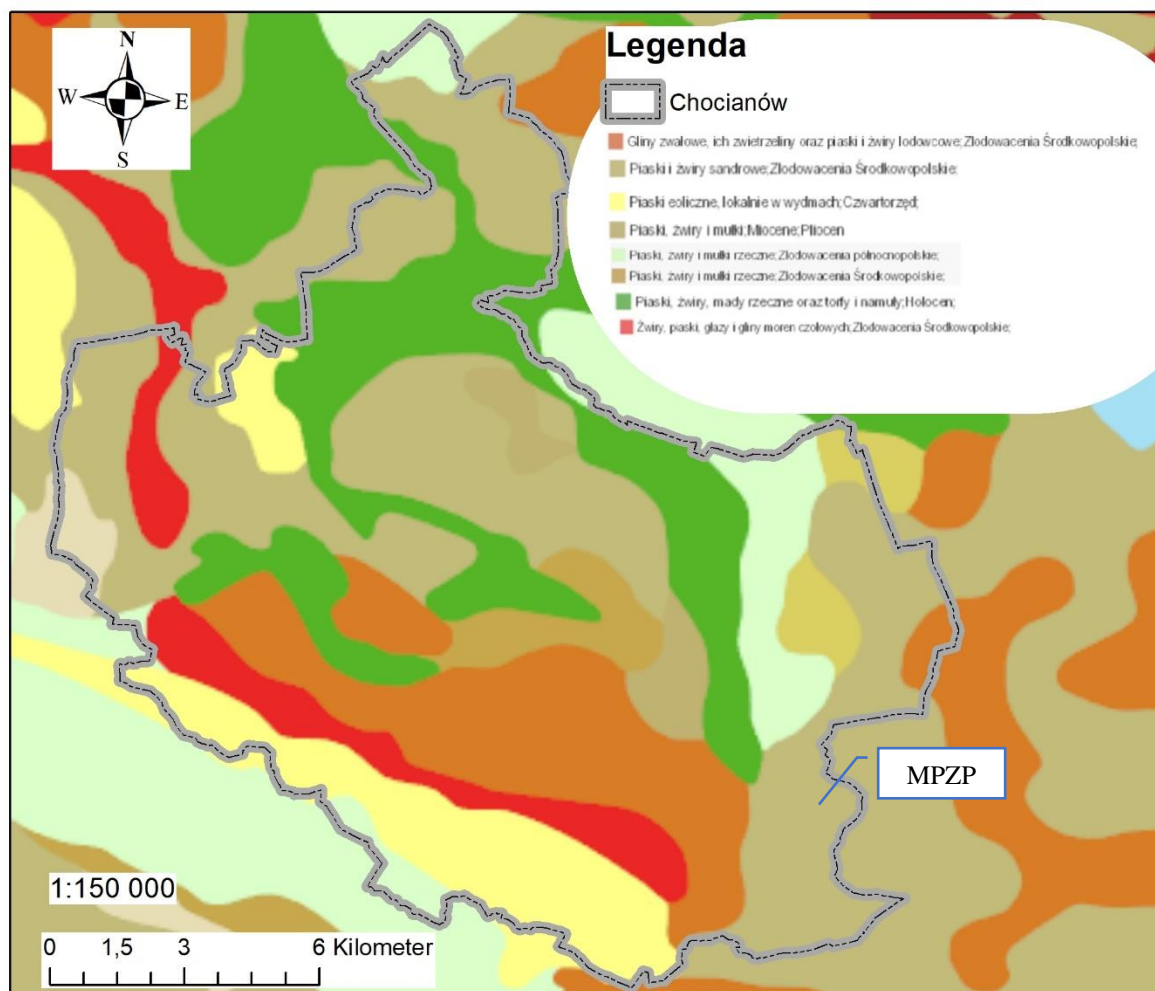 N
W E
S
Legenda
Chocianów
Gliny zwałowe, ich zwietrzeliny oraz piaski i żwiry lodowcowe;Zlodowacenia Środkowopolskie;
Piaski i żwiry sandrowe;Zlodowacenia Środkowopolskie;
Piaski eoliczne, lokalnie w wydmach;Czwartorzęd;
Piaski, żwiry i mułki;Miocene;Pliocen
Piaski, żwiry i mułki rzeczne;Zlodowacenia północnopolskie;
Piaski, żwiry i mułki rzeczne;Zlodowacenia Środkowopolskie;
Piaski, żwiry, mady rzeczne oraz torfy i namuły;Holocen;
Żwiry, piaski, głazy i gliny moren czołowych;Zlodowacenia Środkowopolskie;
MPZP
1:150 000
0 1,5 3 6 Kilometer